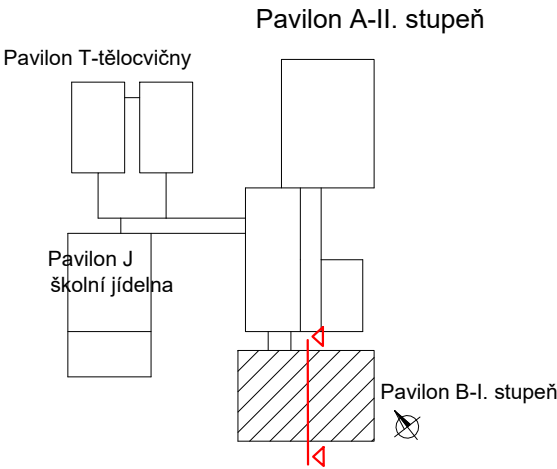 Pavilon A-II. stupeň
Pavilon T-tělocvičny
Pavilon J
školní jídelna
Pavilon B-I. stupeň